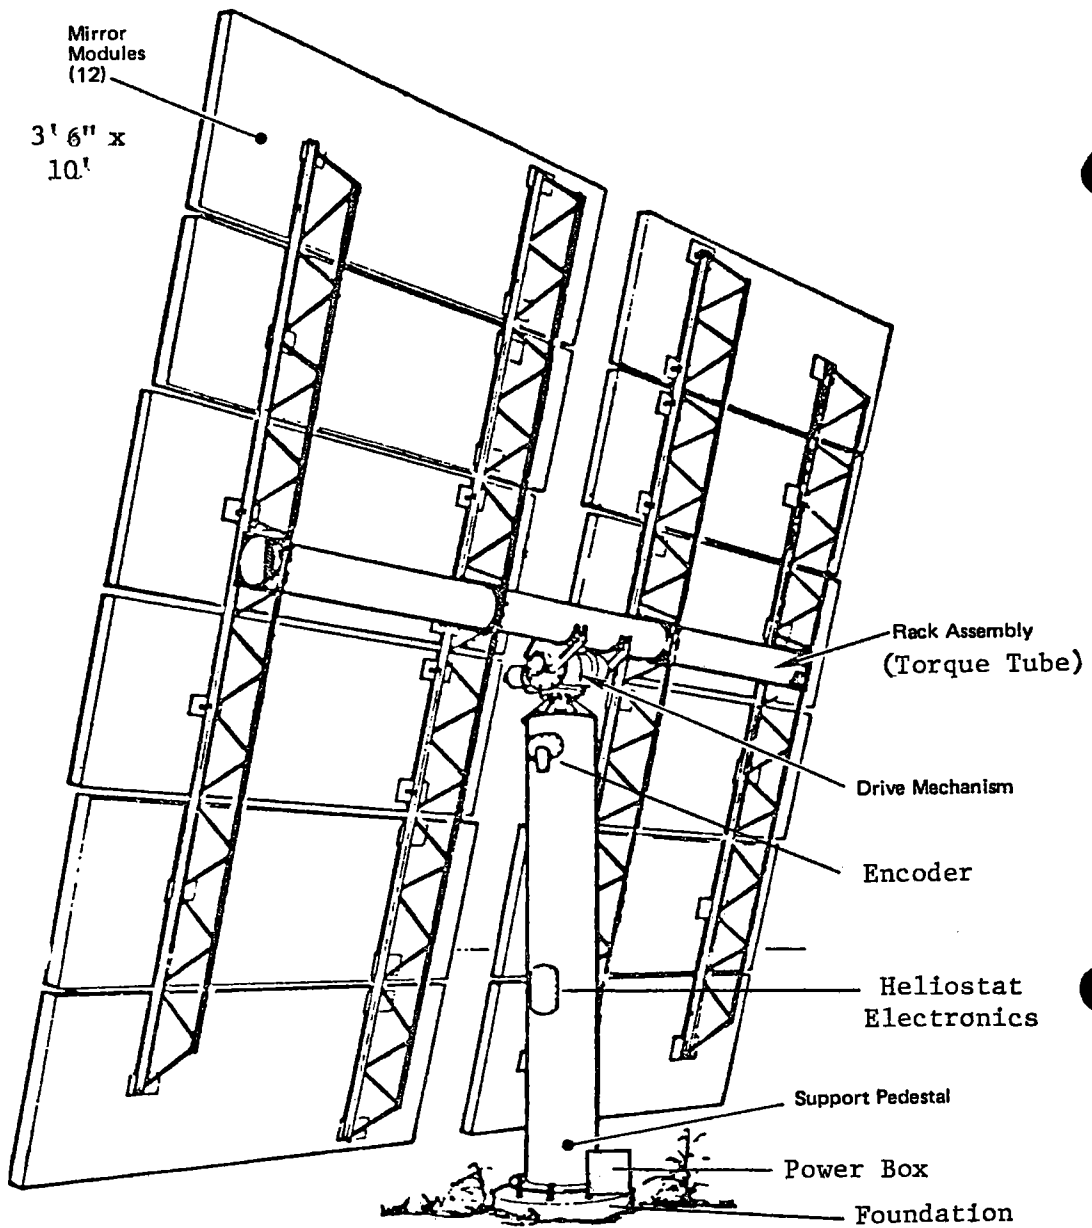 Mirror
Modules
(12)
3' 6" x
10'
Rack Assembly
(Torque Tube)
Drive Mechanism
Encoder
Heliostat
Electronics
Support Pedestal
Power Box
Foundation